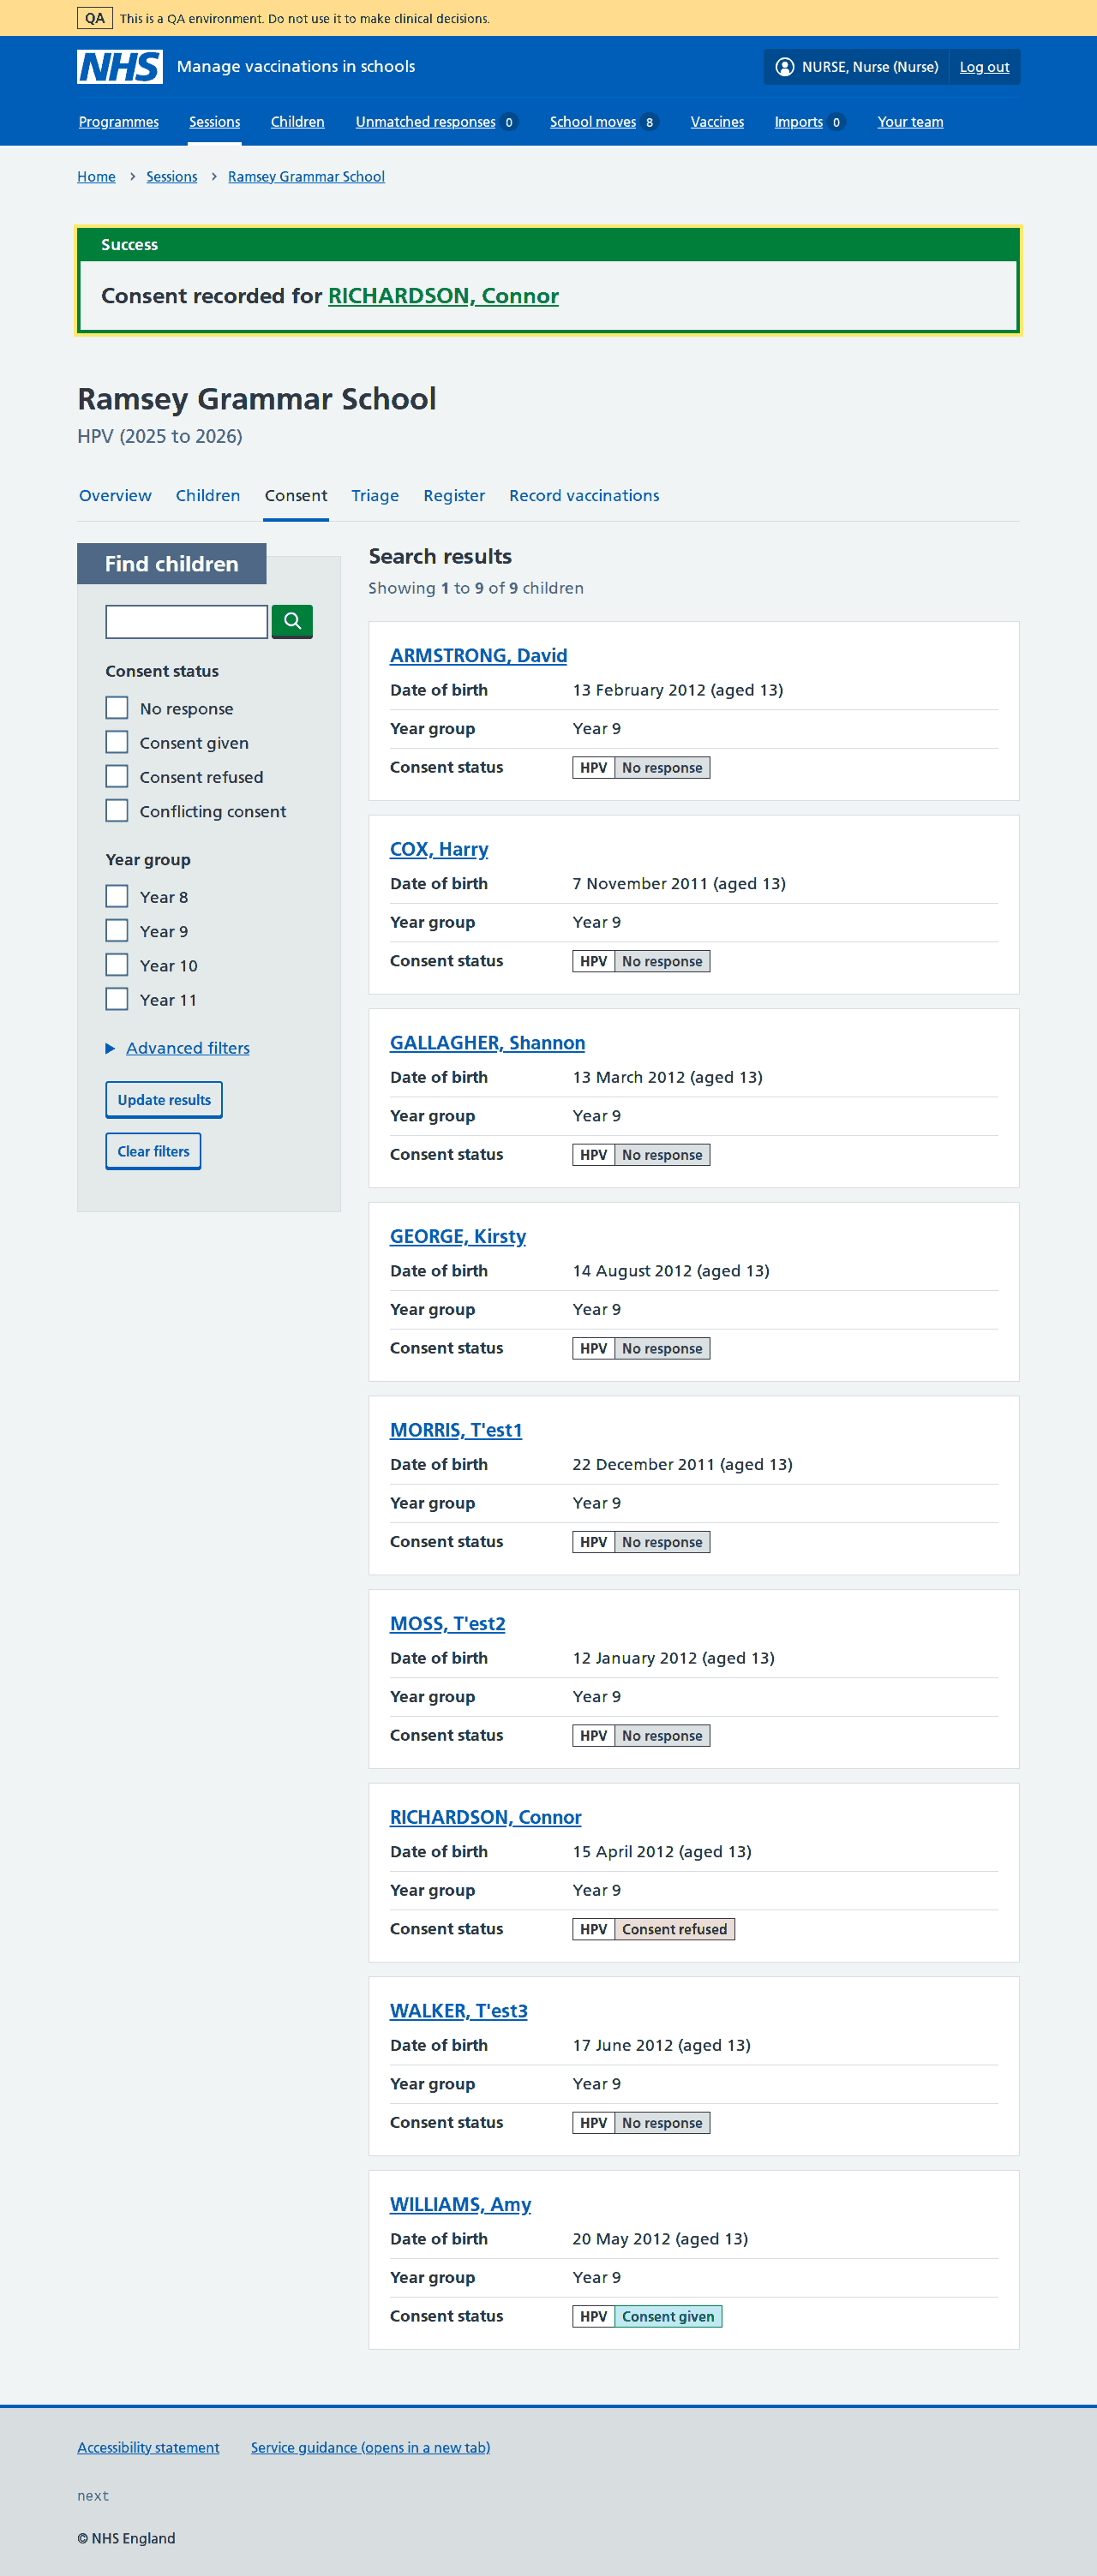 QA This is a QA environment. Do not use it to make clinical decisions.
NHS Manage vaccinations in schools NURSE, Nurse (Nurse) Log out
Programmes Sessions Children Unmatched responses 0 School moves 8 Vaccines Imports 0 Your team
Home Sessions Ramsey Grammar School
Success
Consent recorded for RICHARDSON, Connor
Ramsey Grammar School
HPV (2025 to 2026)
Overview Children Consent Triage Register Record vaccinations
Find children
Consent status
No response
Consent given
Consent refused
Conflicting consent
Year group
Year 8
Year 9
Year 10
Year 11
Advanced filters
Update results
Clear filters
Search results
Showing 1 to 9 of 9 children
ARMSTRONG, David
Date of birth 13 February 2012 (aged 13)
Year group Year 9
Consent status HPV No response
COX, Harry
Date of birth 7 November 2011 (aged 13)
Year group Year 9
Consent status HPV No response
GALLAGHER, Shannon
Date of birth 13 March 2012 (aged 13)
Year group Year 9
Consent status HPV No response
GEORGE, Kirsty
Date of birth 14 August 2012 (aged 13)
Year group Year 9
Consent status HPV No response
MORRIS, T'est1
Date of birth 22 December 2011 (aged 13)
Year group Year 9
Consent status HPV No response
MOSS, T'est2
Date of birth 12 January 2012 (aged 13)
Year group Year 9
Consent status HPV No response
RICHARDSON, Connor
Date of birth 15 April 2012 (aged 13)
Year group Year 9
Consent status HPV Consent refused
WALKER, T'est3
Date of birth 17 June 2012 (aged 13)
Year group Year 9
Consent status HPV No response
WILLIAMS, Amy
Date of birth 20 May 2012 (aged 13)
Year group Year 9
Consent status HPV Consent given
Accessibility statement Service guidance (opens in a new tab)
next
© NHS England